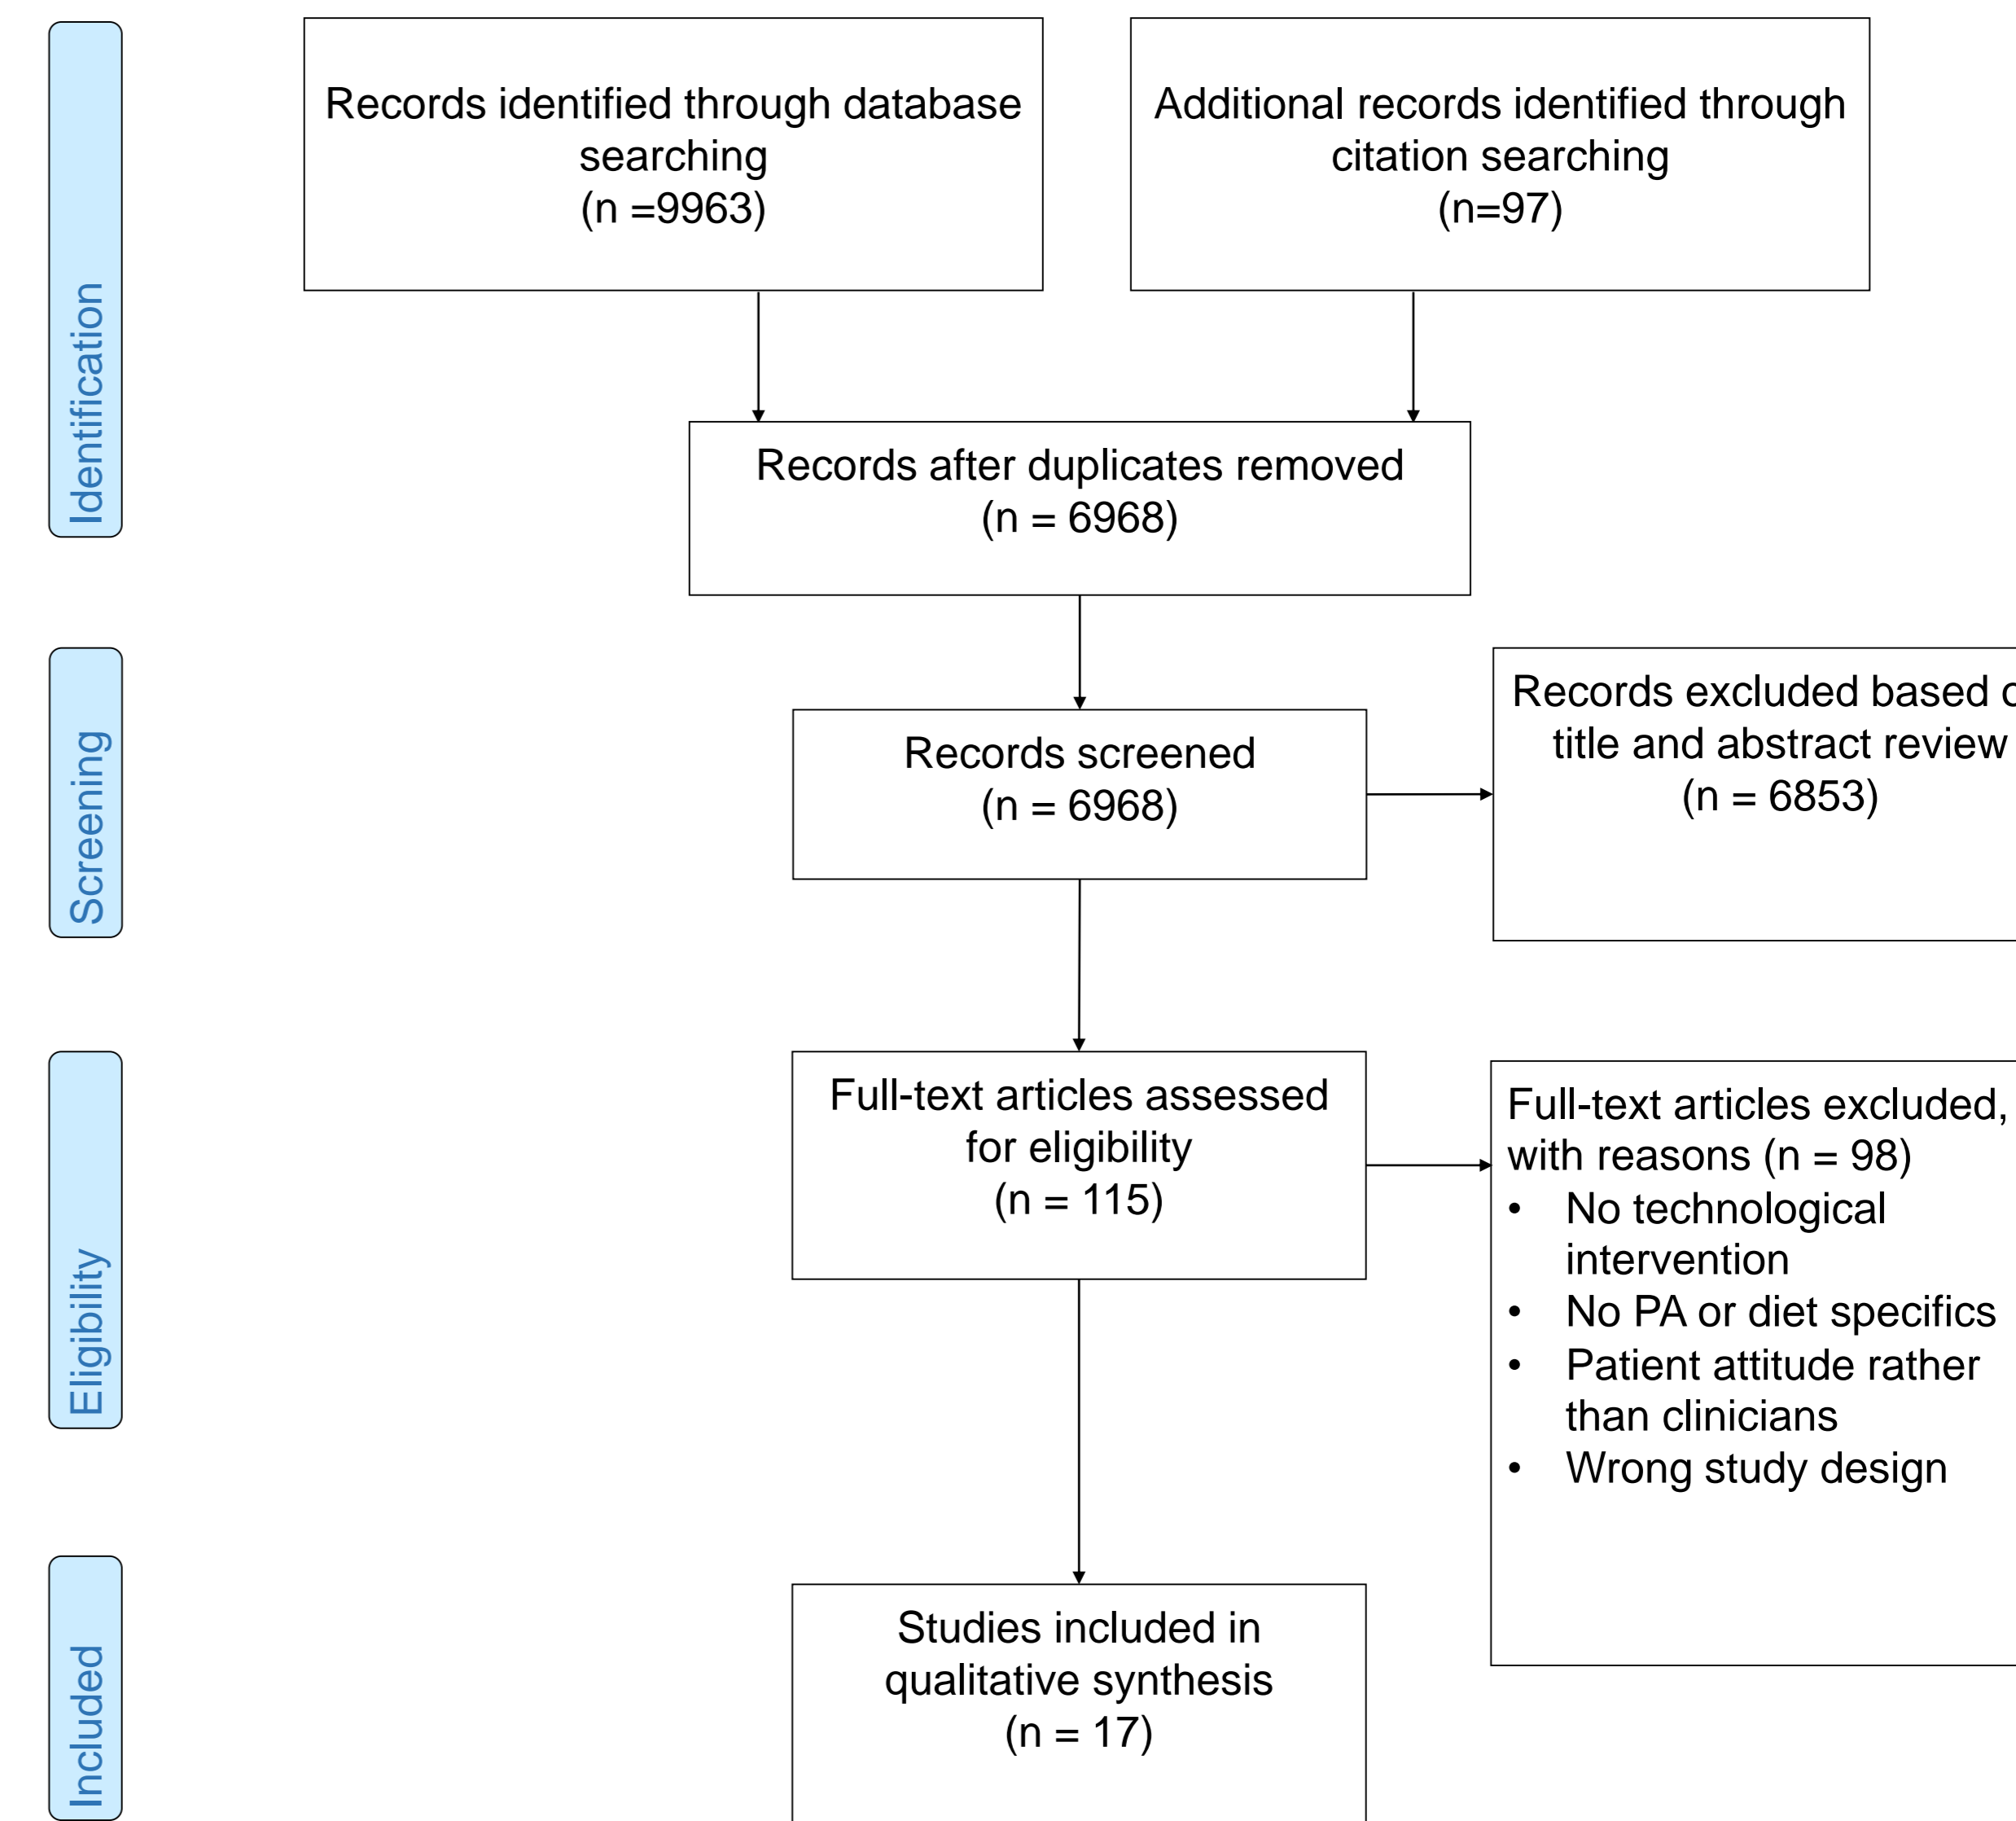 Identification
Records identified through database
searching
(n =9963)
Additional records identified through
citation searching
(n=97)
Records after duplicates removed
(n = 6968)
Screening
Records screened
(n = 6968)
Records excluded based
title and abstract review
(n = 6853)
Eligibility
Full-text articles assessed
for eligibility
(n = 115)
Full-text articles excluded,
with reasons (n = 98)
• No technological
intervention
• No PA or diet specifics
• Patient attitude rather
than clinicians
• Wrong study design
Included
Studies included in
qualitative synthesis
(n = 17)